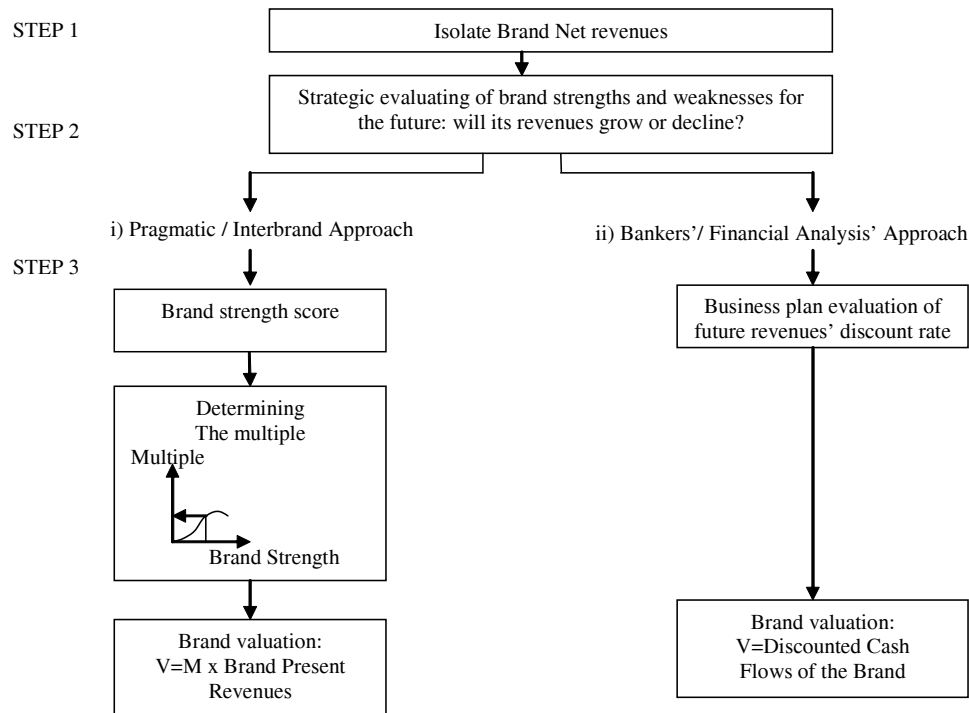 STEP 1
Isolate Brand Net revenues
STEP 2
Strategic evaluating of brand strengths and weaknesses for
the future: will its revenues grow or decline?
i) Pragmatic / Interbrand Approach
ii) Bankers’/ Financial Analysis’ Approach
STEP 3
Brand strength score
Business plan evaluation of
future revenues’ discount rate
Determining
The multiple
Multiple
Brand Strength
Brand valuation:
V=M x Brand Present
Revenues
Brand valuation:
V=Discounted Cash
Flows of the Brand